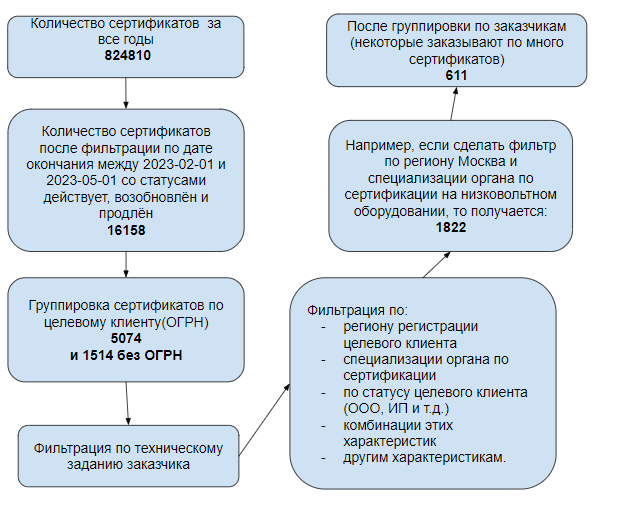 Количество сертификатов за
все годы
824810
Количество сертификатов
после фильтрации по дате
окончания между 2023-02-01 и
2023-05-01 со статусами
действует, возобновлён и
продлён
16158
Группировка сертификатов по
целевому клиенту(ОГРН)
5074
и 1514 без ОГРН
Фильтрация по техническому
заданию заказчика
Фильтрация по:
- региону регистрации
целевого клиента
- специализации органа по
сертификации
- по статусу целевого клиента
(ООО, ИП и т.д.)
- комбинации этих
характеристик
- другим характеристикам.
Например, если сделать фильтр
по региону Москва и
специализации органа по
сертификации на низковольтном
оборудовании, то получается:
1822
После группировки по заказчикам
(некоторые заказывают по много
сертификатов)
611